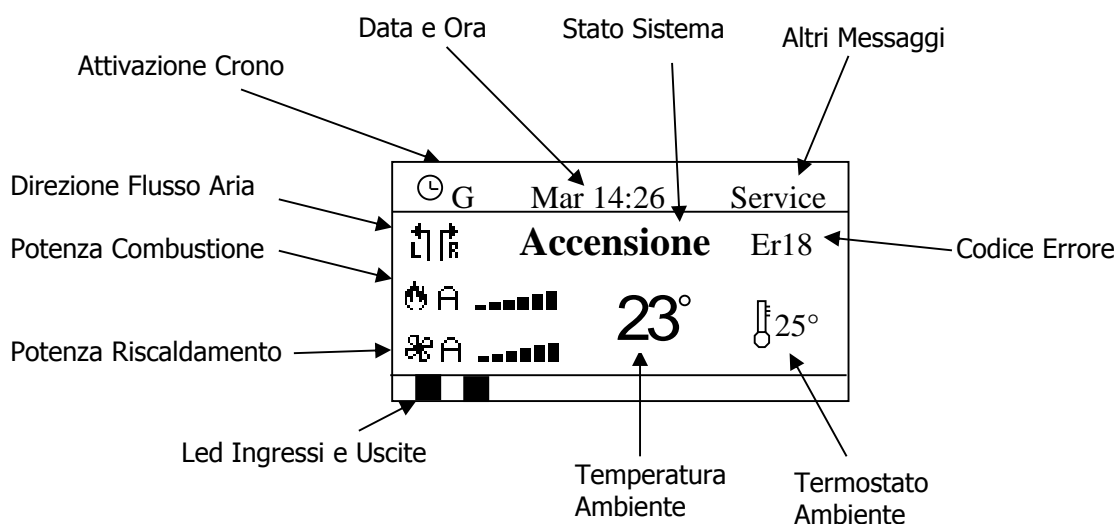 Data e Ora
Stato Sistema
Altri Messaggi
Attivazione Crono
Direzione Flusso Aria
Potenza Combustione
Potenza Riscaldamento
G Mar 14:26 Service
L R Accensione Er18
A 23° 25°
A
Codice Errore
Led Ingressi e Uscite
Temperatura
Ambiente
Termostato
Ambiente